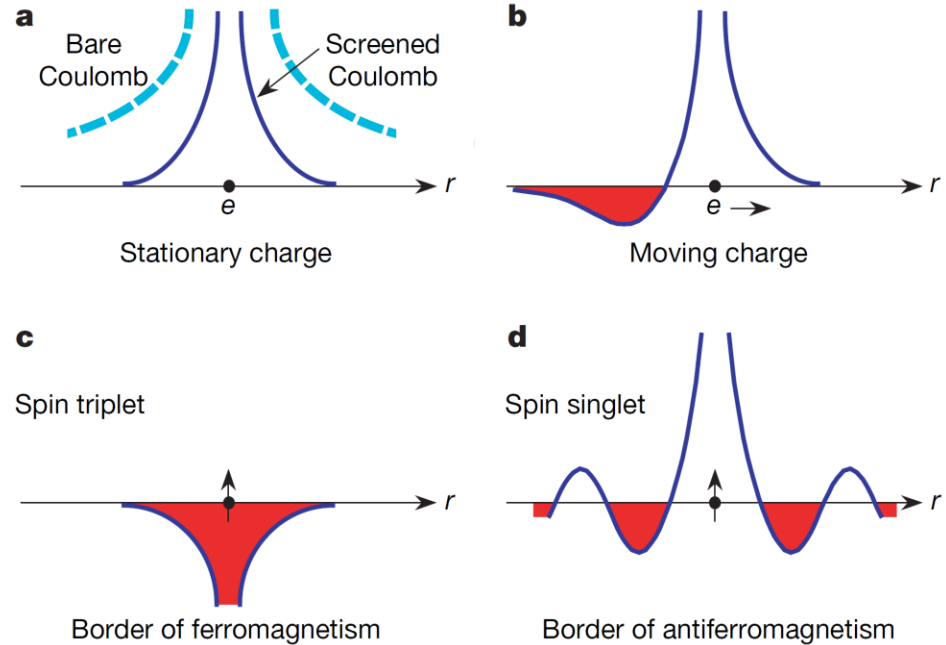 a
Bare
Coulomb
Screened
Coulomb
r
e
Stationary charge
b
r
e
Moving charge
c
Spin triplet
r
Border of ferromagnetism
d
Spin singlet
r
Border of antiferromagnetism